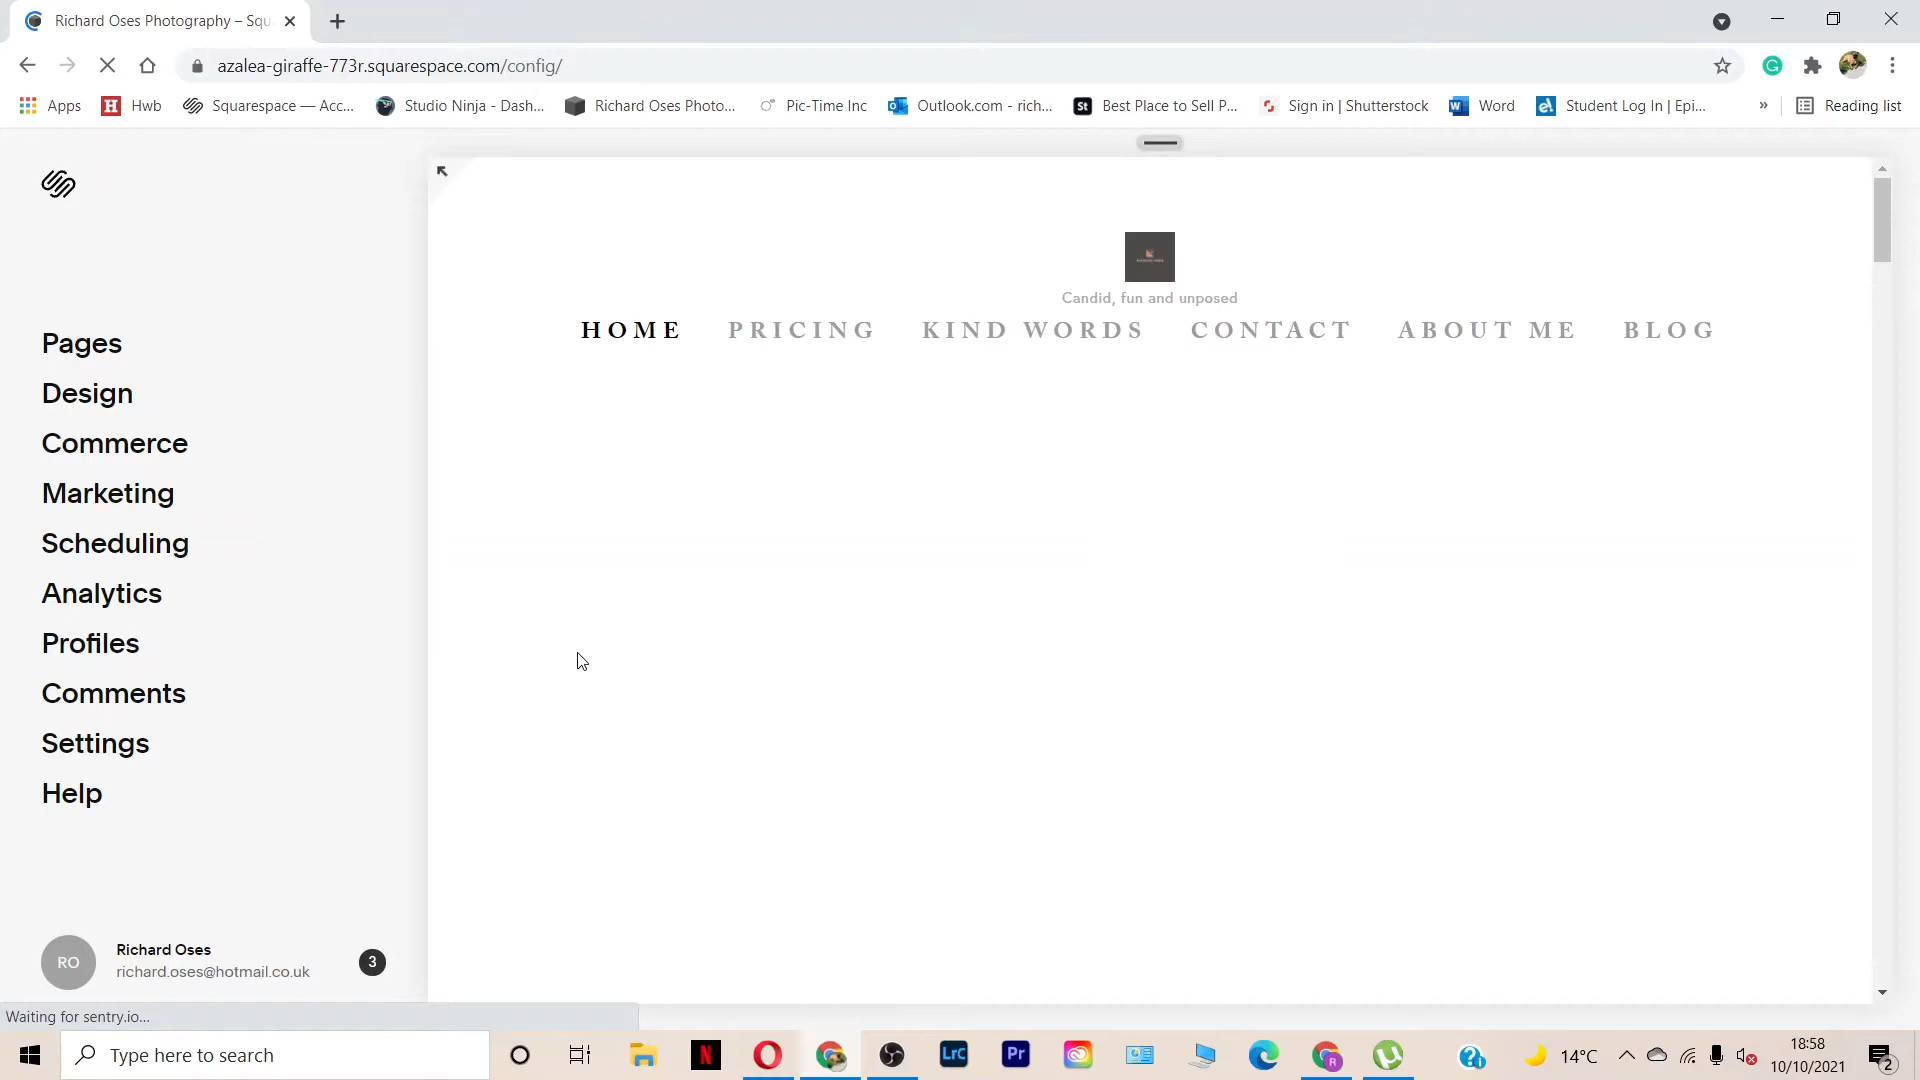 Richard Oses Photography – Squ
azalea-giraffe-773r.squarespace.com/config/
Apps
Hwb
Squarespace — Acc...
Studio Ninja - Dash...
Richard Oses Photo...
Pic-Time Inc
Outlook.com - rich...
St
Best Place to Sell P...
Sign in | Shutterstock
Word
Student Log In | Epi...
»
Reading list
Candid, fun and unposed
HOME
PRICING
KIND WORDS
CONTACT
ABOUT ME
BLOG
Pages
Design
Commerce
Marketing
Scheduling
Analytics
Profiles
Comments
Settings
Help
RO
Richard Oses
richard.oses@hotmail.co.uk
3
Waiting for sentry.io...
Type here to search
N
LrC
Pr
R
14°C
18:58
10/10/2021
2